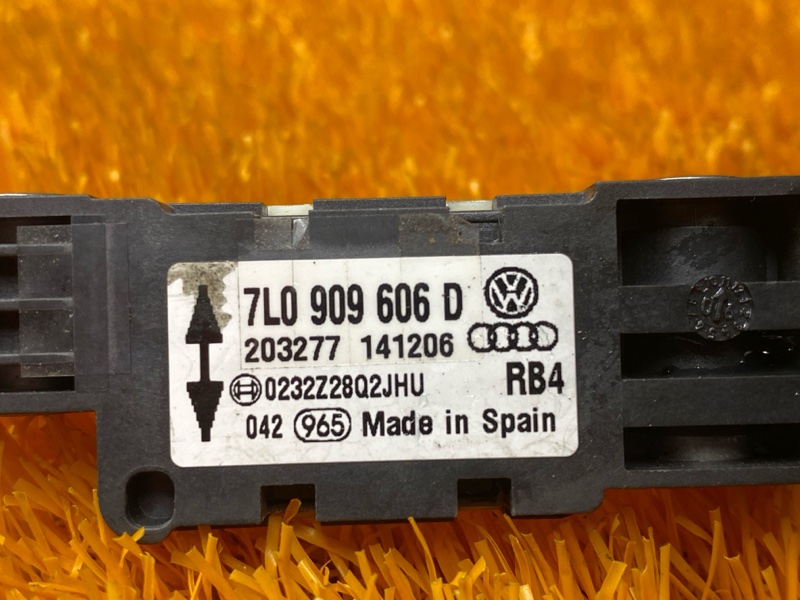 7L0 909 606 D
203277 141206
0232Z28Q2JHU RB4
042 965 Made in Spain